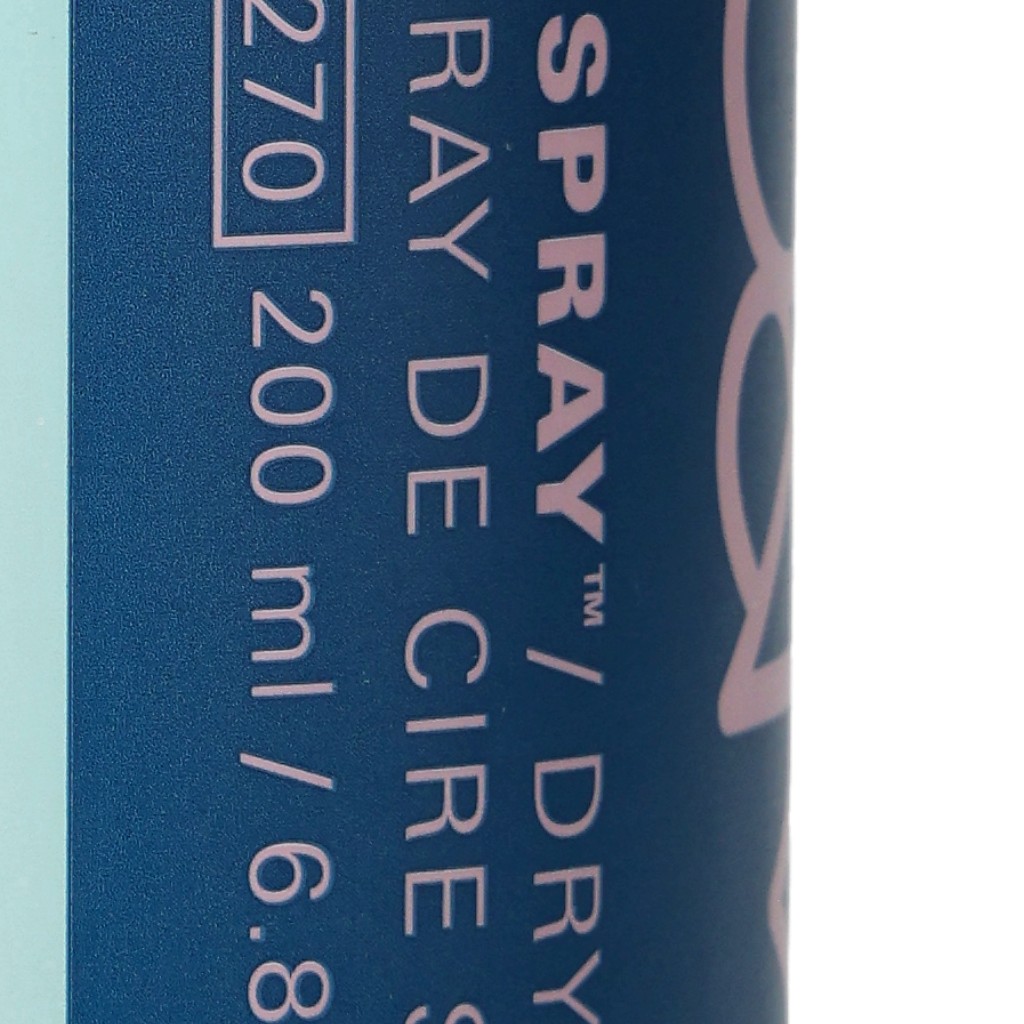 SPRAY™ / DRY
RAY DE CIRE S
270 200 ml / 6.8